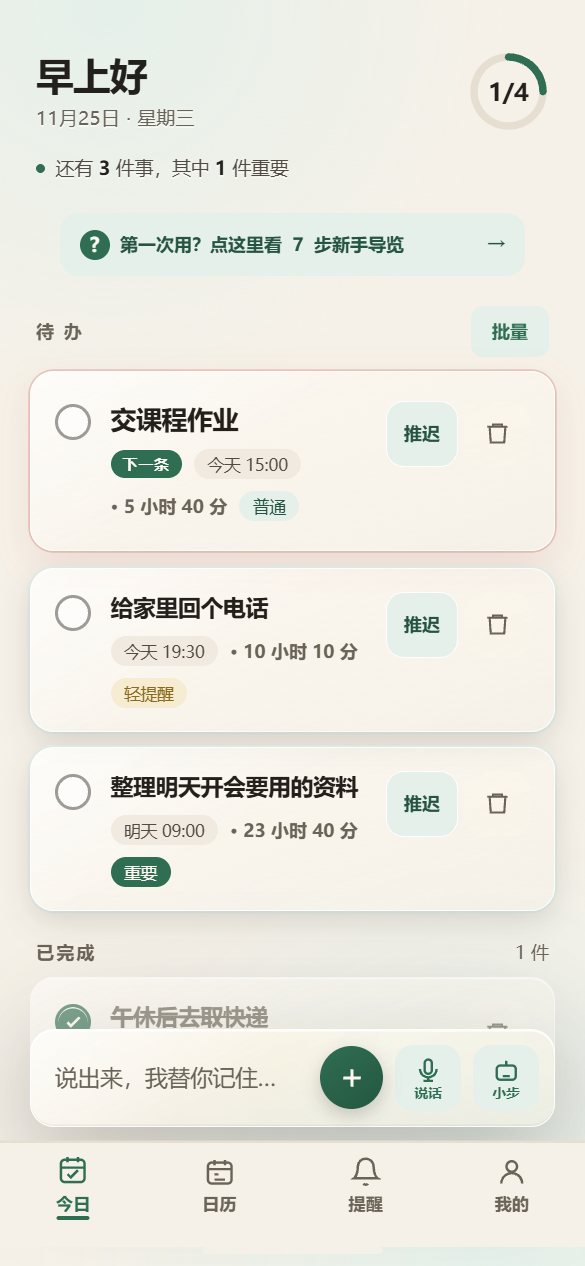 早上好
1/4
11月25日 · 星期三
还有 3 件事，其中 1 件重要
? 第一次用？点这里看 7 步新手导览 →
待 办
批量
交课程作业
推迟
下一条 今天 15:00
• 5 小时 40 分 普通
给家里回个电话
推迟
今天 19:30 • 10 小时 10 分
轻提醒
整理明天开会要用的资料
推迟
明天 09:00 • 23 小时 40 分
重要
已完成
1 件
午休后去取快递
说出来，我替你记住...
+
说话
小步
今日
日历
提醒
我的